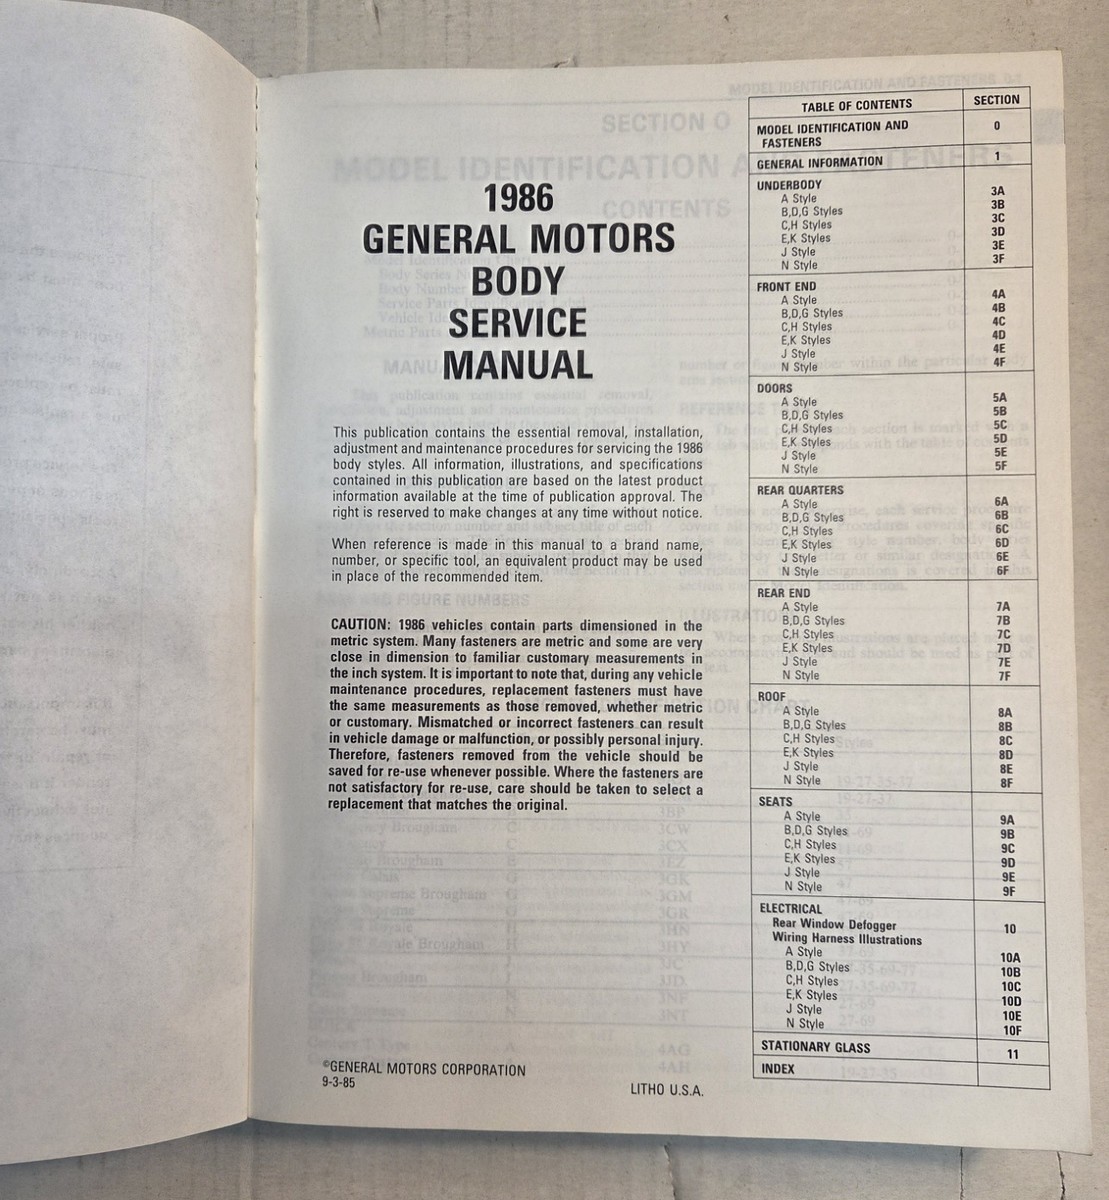 1986
GENERAL MOTORS
BODY
SERVICE
MANUAL
This publication contains the essential removal, installation,
adjustment and maintenance procedures for servicing the 1986
body styles. All information, illustrations, and specifications
contained in this publication are based on the latest product
information available at the time of publication approval. The
right is reserved to make changes at any time without notice.
When reference is made in this manual to a brand name,
number, or specific tool, an equivalent product may be used
in place of the recommended item.
CAUTION: 1986 vehicles contain parts dimensioned in the
metric system. Many fasteners are metric and some are very
close in dimension to familiar customary measurements in
the inch system. It is important to note that, during any vehicle
maintenance procedures, replacement fasteners must have
the same measurements as those removed, whether metric
or customary. Mismatched or incorrect fasteners can result
in vehicle damage or malfunction, or possibly personal injury.
Therefore, fasteners removed from the vehicle should be
saved for re-use whenever possible. Where the fasteners are
not satisfactory for re-use, care should be taken to select a
replacement that matches the original.
©GENERAL MOTORS CORPORATION
9-3-85
LITHO U.S.A.
TABLE OF CONTENTS SECTION
MODEL IDENTIFICATION AND 0
FASTENERS
GENERAL INFORMATION 1
UNDERBODY
A Style 3A
B,D,G Styles 3B
C,H Styles 3C
E,K Styles 3D
J Style 3E
N Style 3F
FRONT END
A Style 4A
B,D,G Styles 4B
C,H Styles 4C
E,K Styles 4D
J Style 4E
N Style 4F
DOORS
A Style 5A
B,D,G Styles 5B
C,H Styles 5C
E,K Styles 5D
J Style 5E
N Style 5F
REAR QUARTERS
A Style 6A
B,D,G Styles 6B
C,H Styles 6C
E,K Styles 6D
J Style 6E
N Style 6F
REAR END
A Style 7A
B,D,G Styles 7B
C,H Styles 7C
E,K Styles 7D
J Style 7E
N Style 7F
ROOF
A Style 8A
B,D,G Styles 8B
C,H Styles 8C
E,K Styles 8D
J Style 8E
N Style 8F
SEATS
A Style 9A
B,D,G Styles 9B
C,H Styles 9C
E,K Styles 9D
J Style 9E
N Style 9F
ELECTRICAL
Rear Window Defogger 10
Wiring Harness Illustrations
A Style 10A
B,D,G Styles 10B
C,H Styles 10C
E,K Styles 10D
J Style 10E
N Style 10F
STATIONARY GLASS 11
INDEX